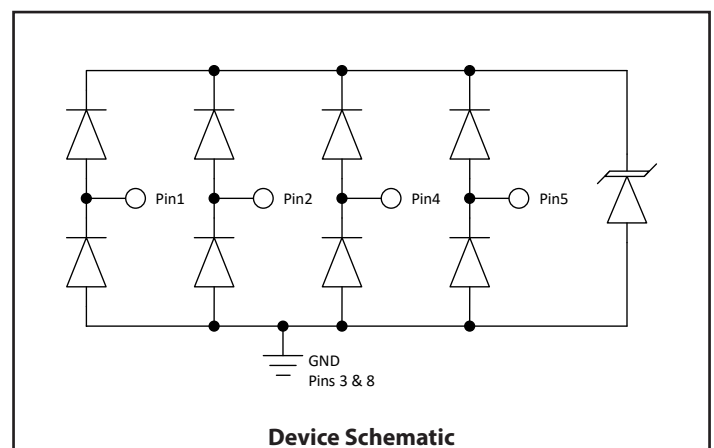 Pin1
Pin2
Pin4
Pin5
GND
Pins 3 & 8
Device Schematic